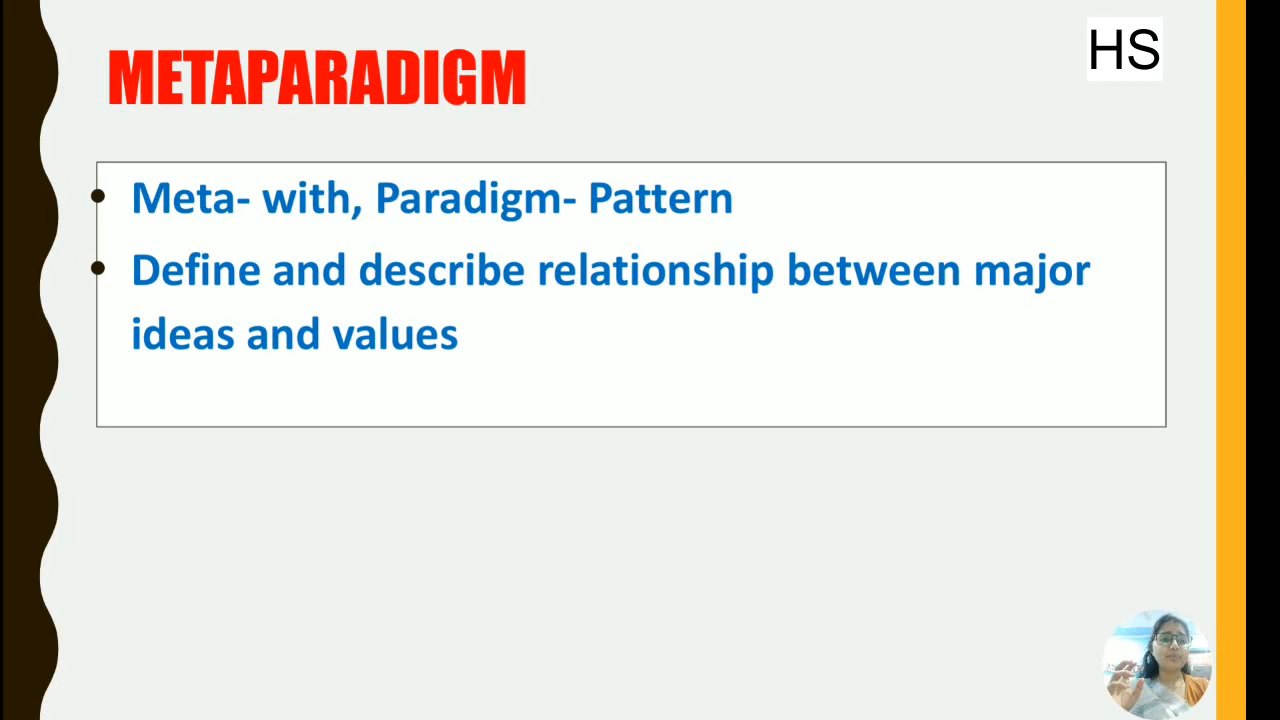 METAPARADIGM
HS
• Meta- with, Paradigm- Pattern
• Define and describe relationship between major
ideas and values